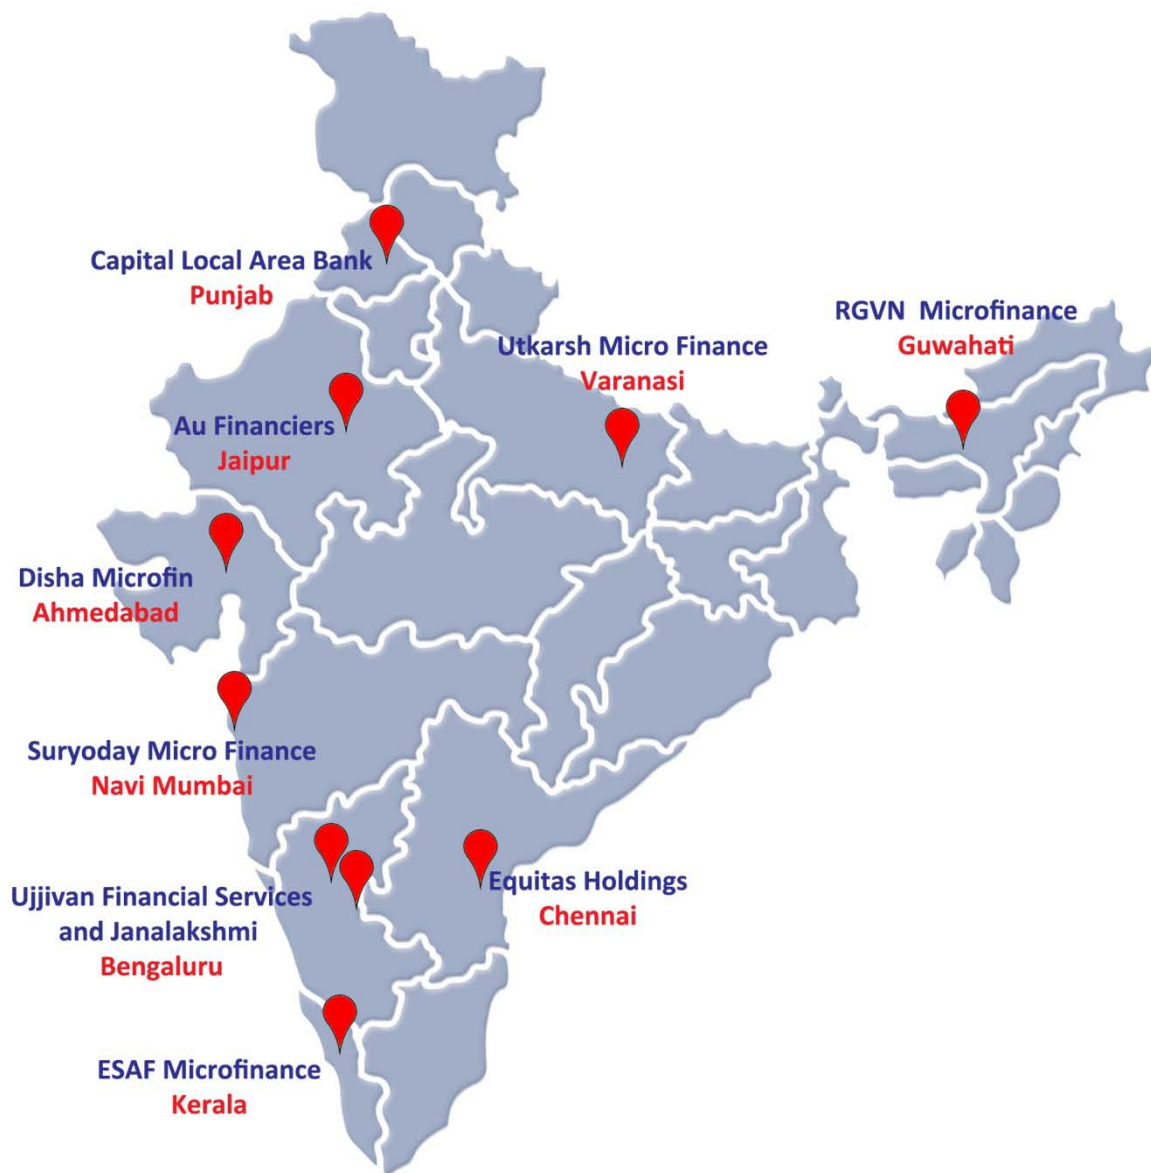 Capital Local Area Bank
Punjab
RGVN Microfinance
Guwahati
Utkarsh Micro Finance
Varanasi
Au Financiers
Jaipur
Disha Microfin
Ahmedabad
Suryoday Micro Finance
Navi Mumbai
Ujjivan Financial Services
and Janalakshmi
Bengaluru
Equitas Holdings
Chennai
ESAF Microfinance
Kerala